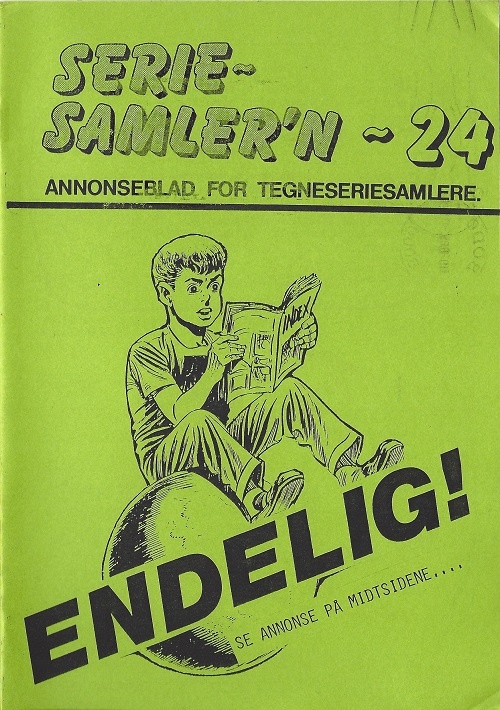 SERIE~
SAMLER'N ~ 24
ANNONSEBLAD FOR TEGNESERIESAMLERE.
INDEX
ENDELIG!
SE ANNONSE PÅ MIDTSIDENE....